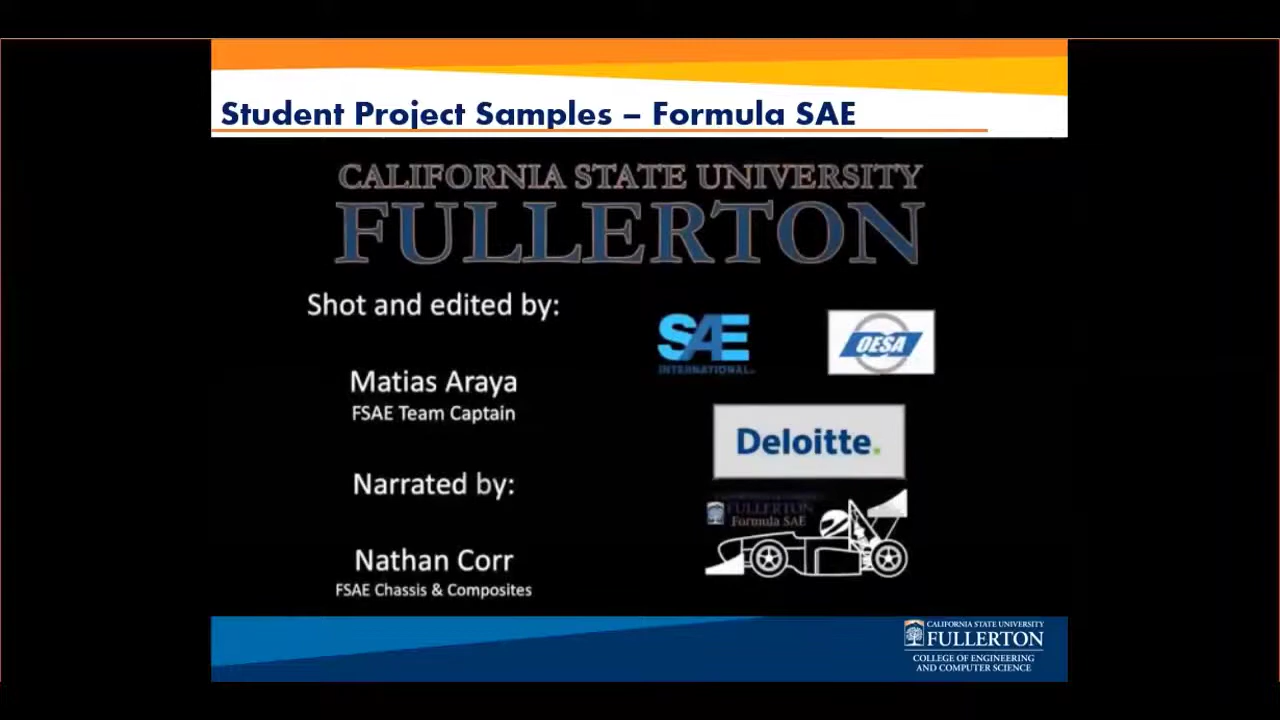 Student Project Samples – Formula SAE
CALIFORNIA STATE UNIVERSITY
FULLERTON
Shot and edited by:
SAE
INTERNATIONAL
OESA
Matias Araya
FSAE Team Captain
Deloitte.
Narrated by:
FULLERTON
Formula SAE
Nathan Corr
FSAE Chassis & Composites
CALIFORNIA STATE UNIVERSITY
FULLERTON
COLLEGE OF ENGINEERING
AND COMPUTER SCIENCE